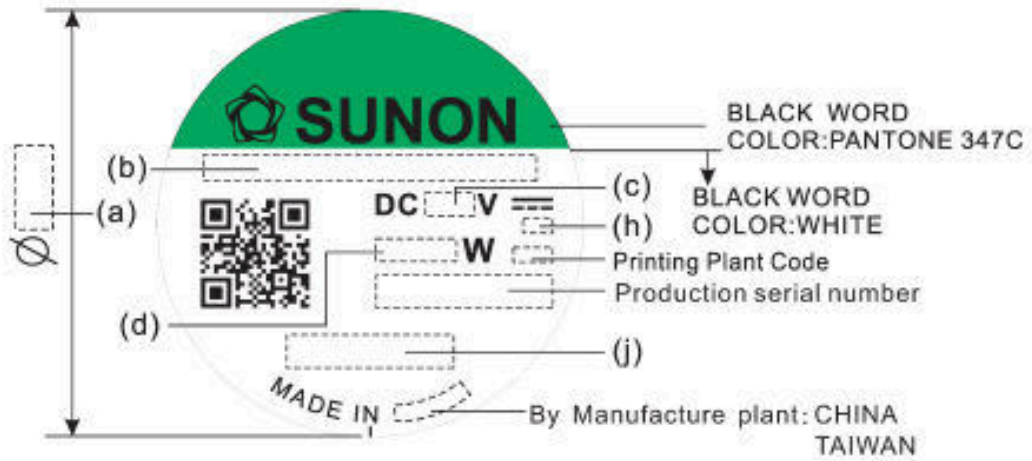 SUNON
BLACK WORD
COLOR:PANTONE 347C
(b)
(c)
BLACK WORD
COLOR:WHITE
DC V
(a)
(h)
W
Printing Plant Code
Production serial number
Ø
(d)
(j)
MADE IN
By Manufacture plant: CHINA
TAIWAN